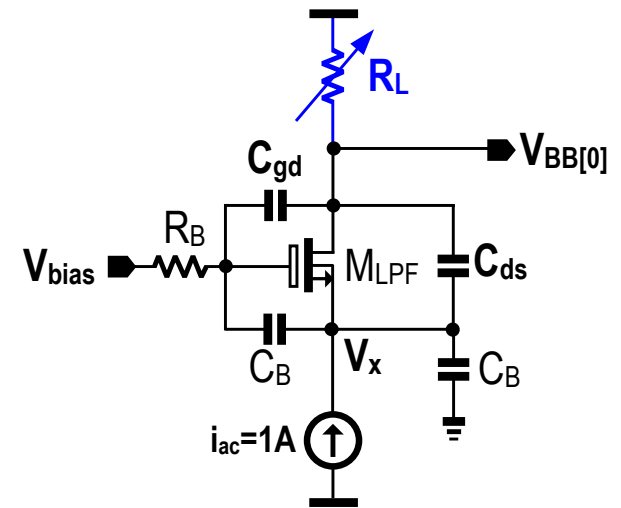 RL
VBB[0]
Cgd
RB
Vbias
MLPF
Cds
CB
Vx
CB
iac=1A